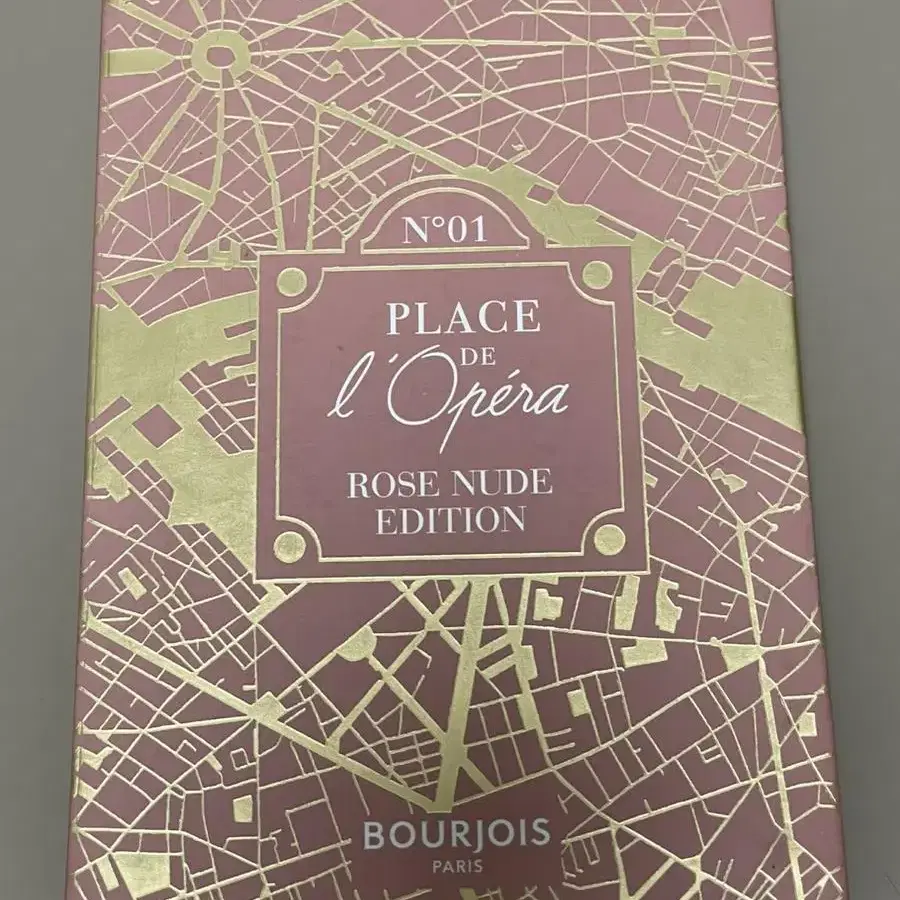 N°01
PLACE
DE
l'Opéra
ROSE NUDE
EDITION
BOURJOIS
PARIS